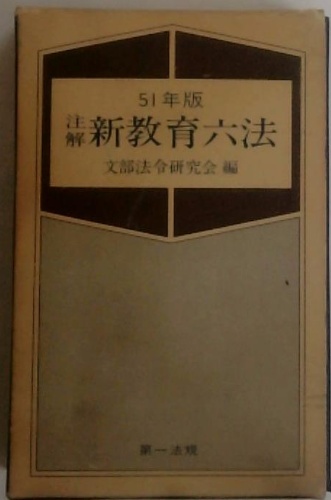 51年版
注解 新教育六法
文部法令研究会 編
第一法規